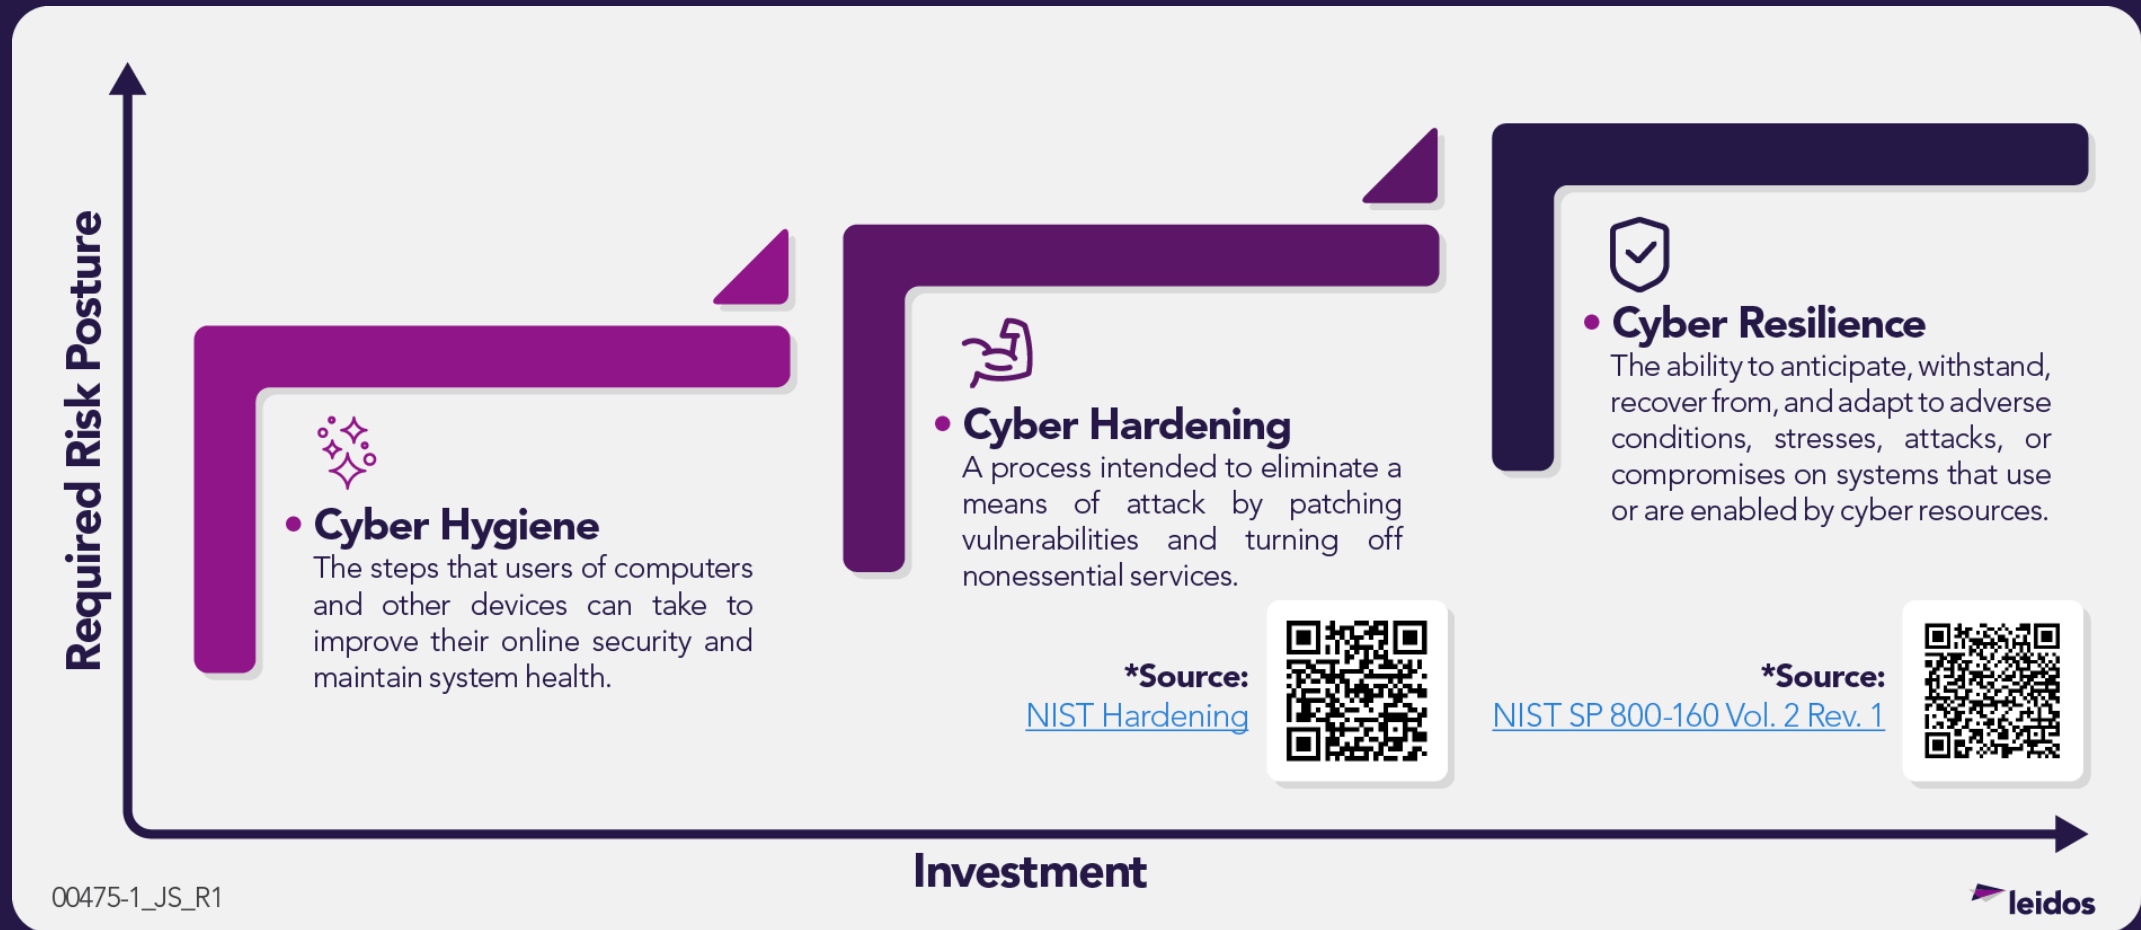 Required Risk Posture
Cyber Hygiene
The steps that users of computers
and other devices can take to
improve their online security and
maintain system health.
Cyber Hardening
A process intended to eliminate a
means of attack by patching
vulnerabilities and turning off
nonessential services.
*Source:
NIST Hardening
Cyber Resilience
The ability to anticipate, withstand,
recover from, and adapt to adverse
conditions, stresses, attacks, or
compromises on systems that use
or are enabled by cyber resources.
*Source:
NIST SP 800-160 Vol. 2 Rev. 1
Investment
00475-1_JS_R1
leidos